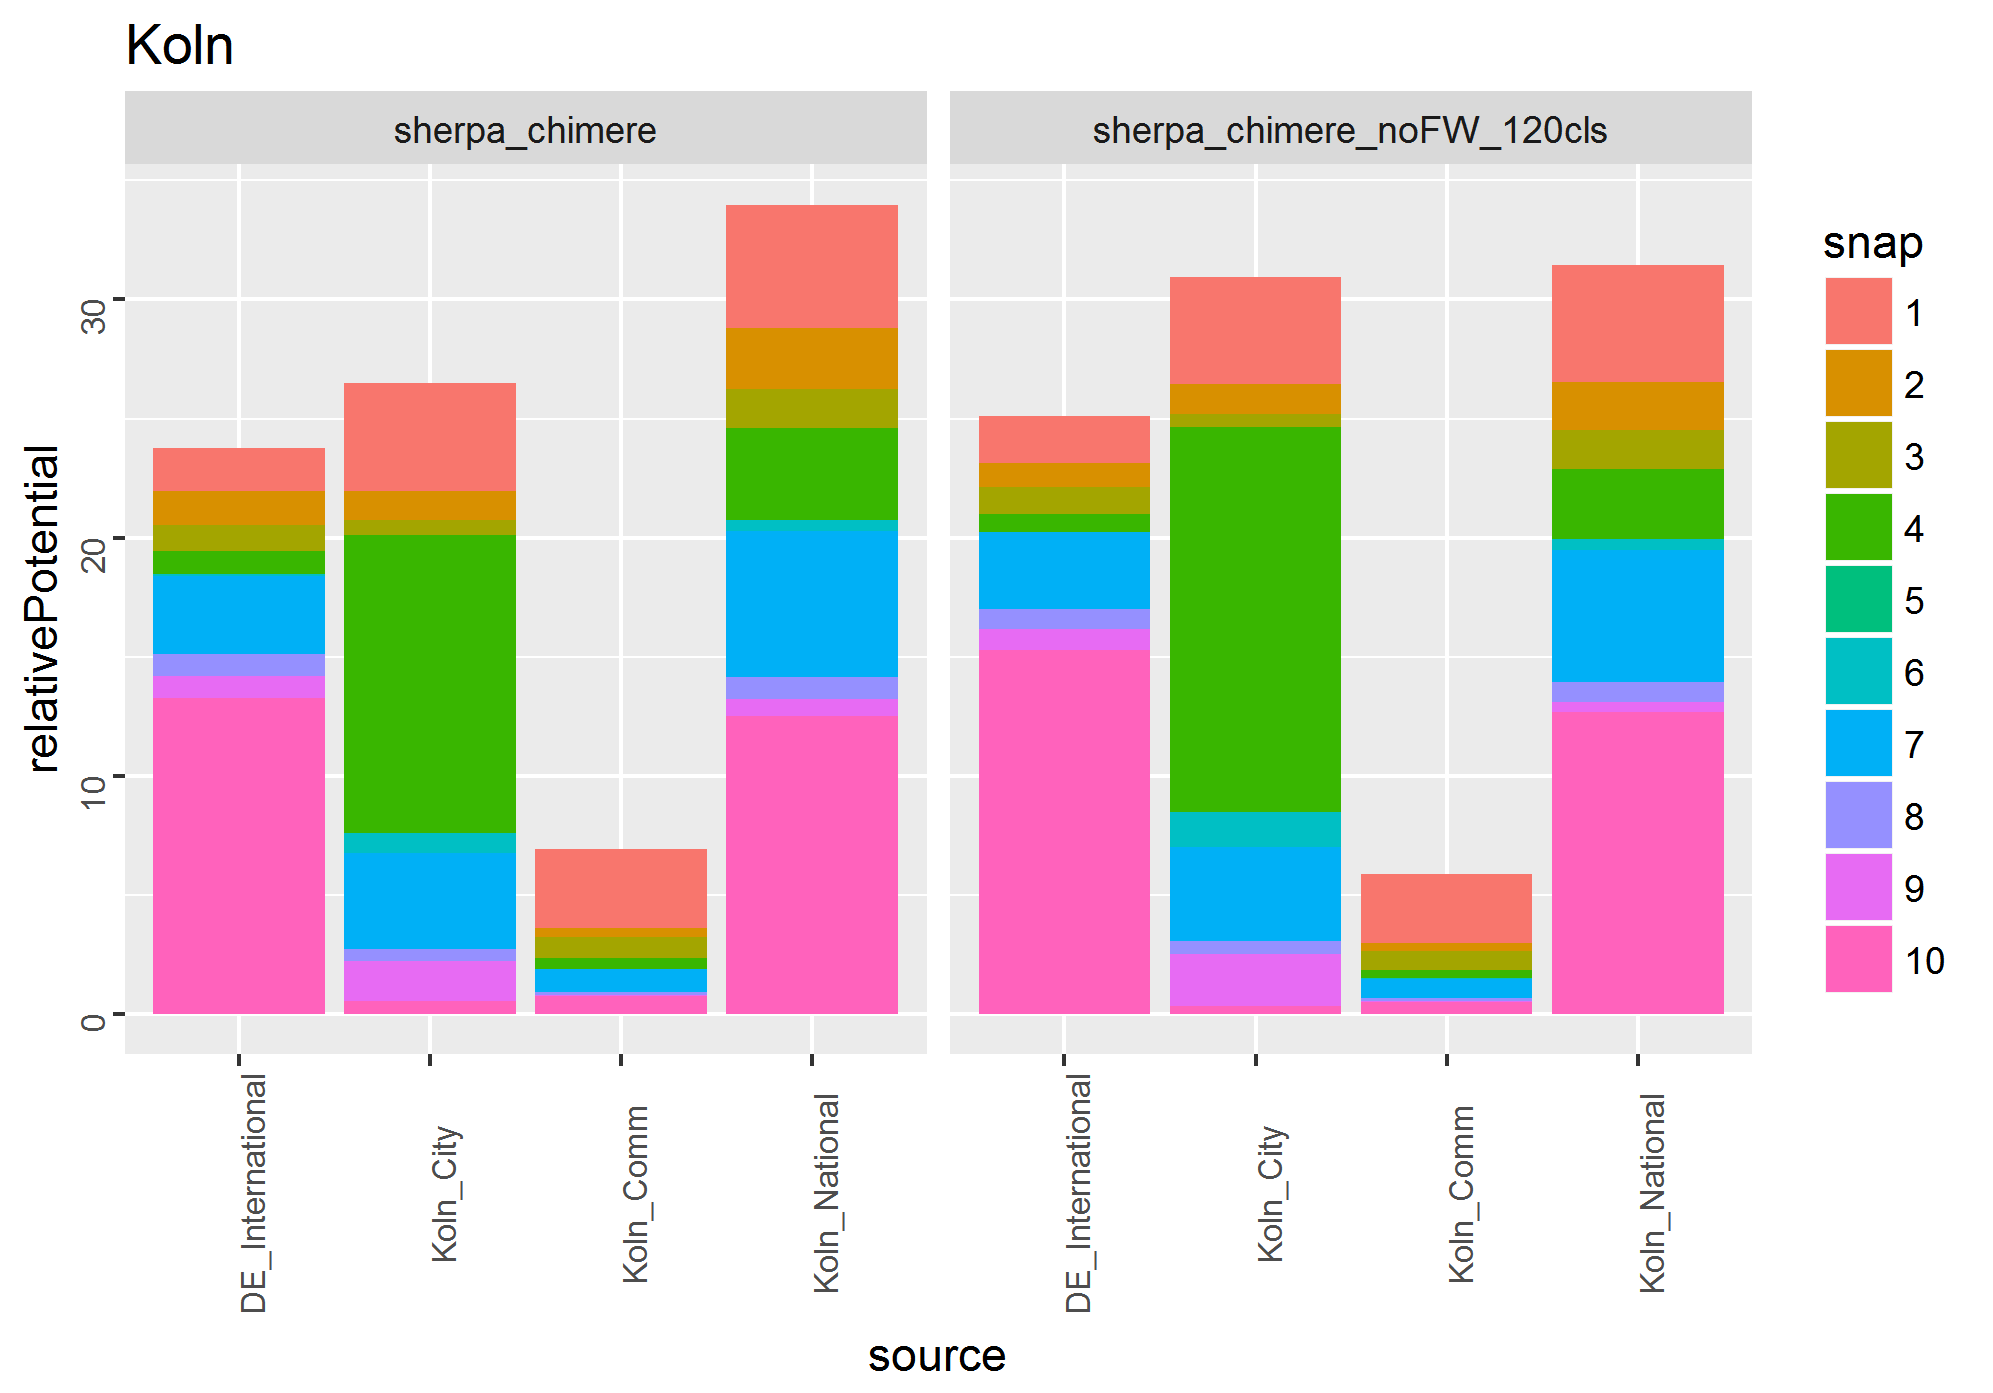 Koln
sherpa_chimere
sherpa_chimere_noFW_120cls
relativePotential
30
20
10
0
DE_International
Koln_City
Koln_Comm
Koln_National
DE_International
Koln_City
Koln_Comm
Koln_National
source
snap
1
2
3
4
5
6
7
8
9
10